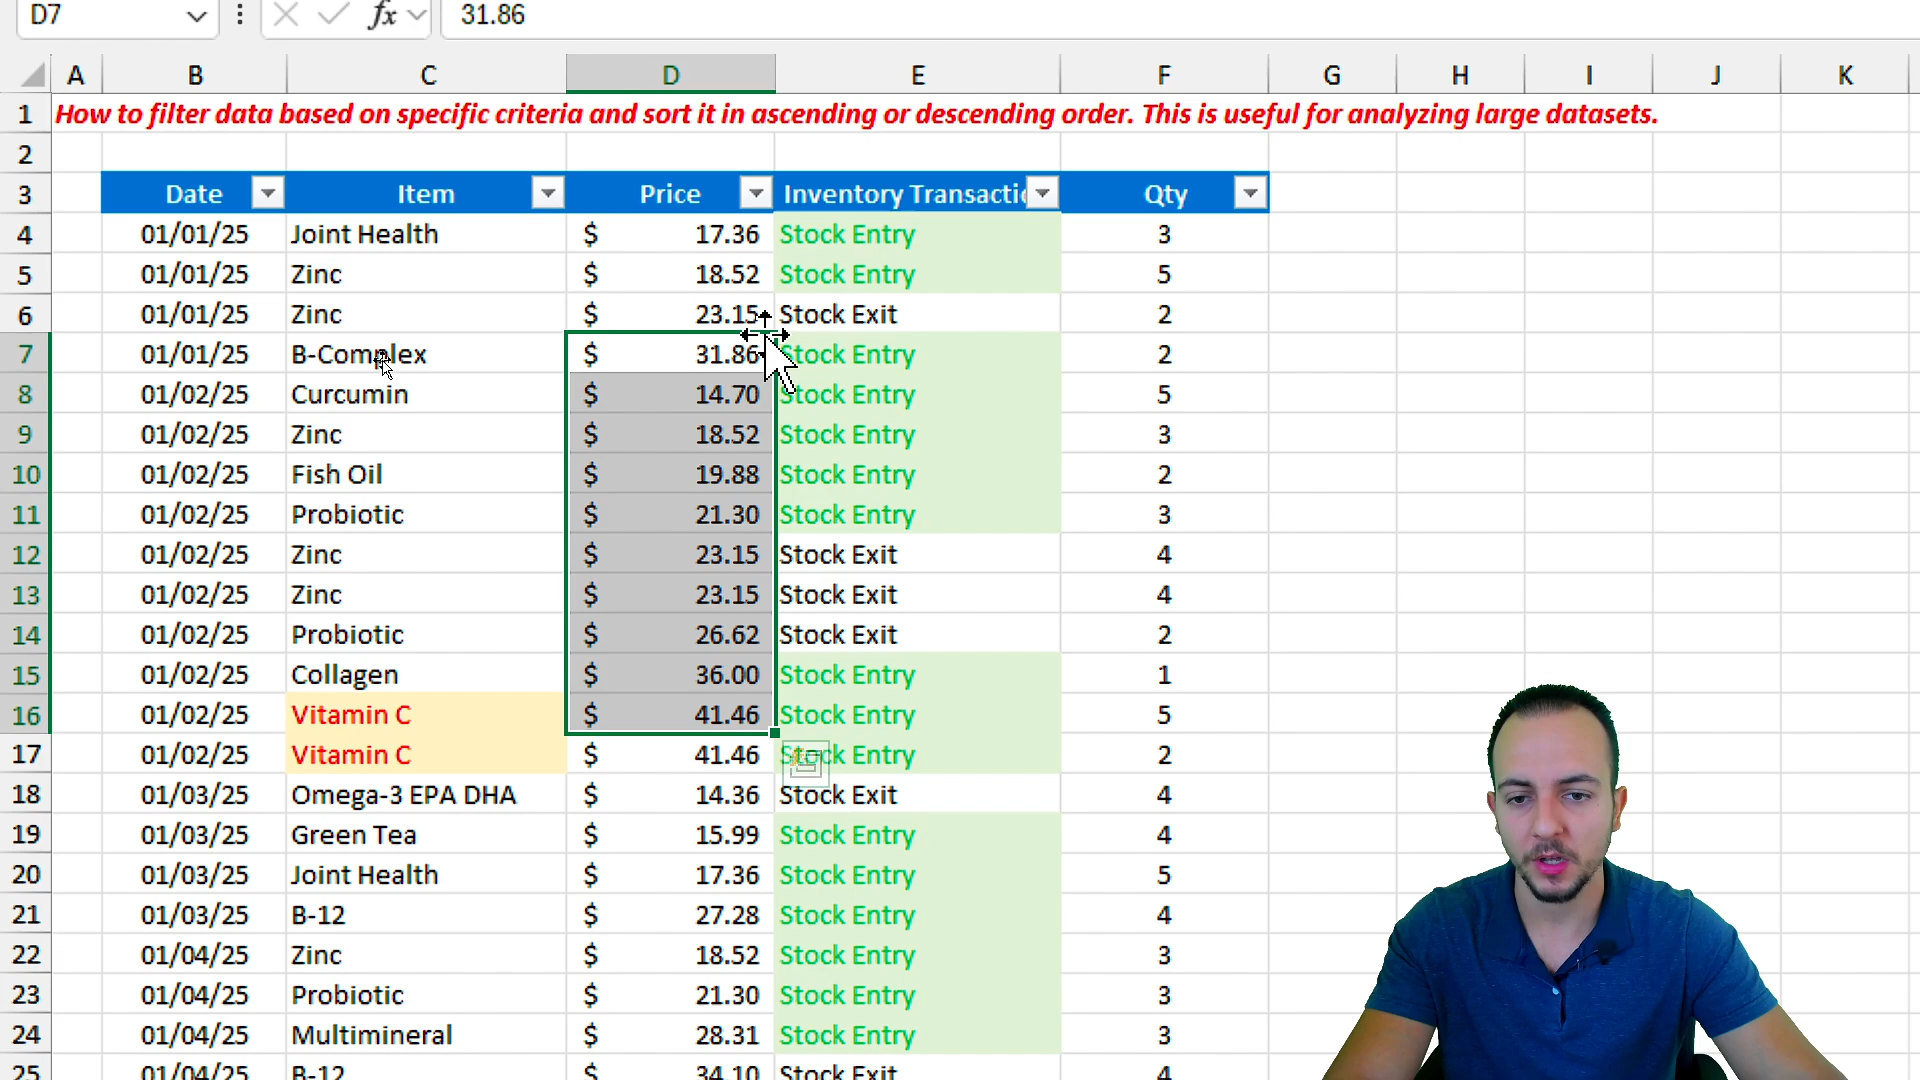 D7 fx 31.86
A B C D E F G H I J K
1 How to filter data based on specific criteria and sort it in ascending or descending order. This is useful for analyzing large datasets.
2
3 Date Item Price Inventory Transactio Qty
4 01/01/25 Joint Health $ 17.36 Stock Entry 3
5 01/01/25 Zinc $ 18.52 Stock Entry 5
6 01/01/25 Zinc $ 23.15 Stock Exit 2
7 01/01/25 B-Complex $ 31.86 Stock Entry 2
8 01/02/25 Curcumin $ 14.70 Stock Entry 5
9 01/02/25 Zinc $ 18.52 Stock Entry 3
10 01/02/25 Fish Oil $ 19.88 Stock Entry 2
11 01/02/25 Probiotic $ 21.30 Stock Entry 3
12 01/02/25 Zinc $ 23.15 Stock Exit 4
13 01/02/25 Zinc $ 23.15 Stock Exit 4
14 01/02/25 Probiotic $ 26.62 Stock Exit 2
15 01/02/25 Collagen $ 36.00 Stock Entry 1
16 01/02/25 Vitamin C $ 41.46 Stock Entry 5
17 01/02/25 Vitamin C $ 41.46 Stock Entry 2
18 01/03/25 Omega-3 EPA DHA $ 14.36 Stock Exit 4
19 01/03/25 Green Tea $ 15.99 Stock Entry 4
20 01/03/25 Joint Health $ 17.36 Stock Entry 5
21 01/03/25 B-12 $ 27.28 Stock Entry 4
22 01/04/25 Zinc $ 18.52 Stock Entry 3
23 01/04/25 Probiotic $ 21.30 Stock Entry 3
24 01/04/25 Multimineral $ 28.31 Stock Entry 3
25 01/04/25 B-12 $ 34.10 Stock Exit 4